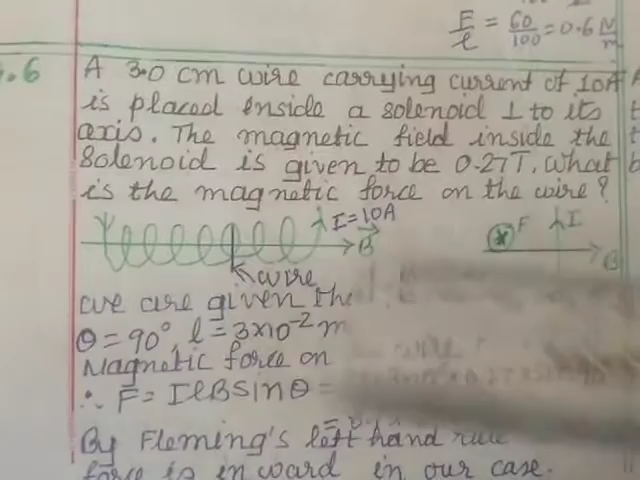 F/l = 60/100 = 0.6 N/m
.6 A 3.0 cm wire carrying current of 10A
is placed inside a solenoid ⊥ to its
axis. The magnetic field inside the
solenoid is given to be 0.27T. What
is the magnetic force on the wire?
I=10A
B
wire
F I
B
we are given the
θ = 90°, l = 3×10⁻² m
Magnetic force on
∴ F = IlBsinθ =
By Fleming's left hand rule
force is inward in our case.